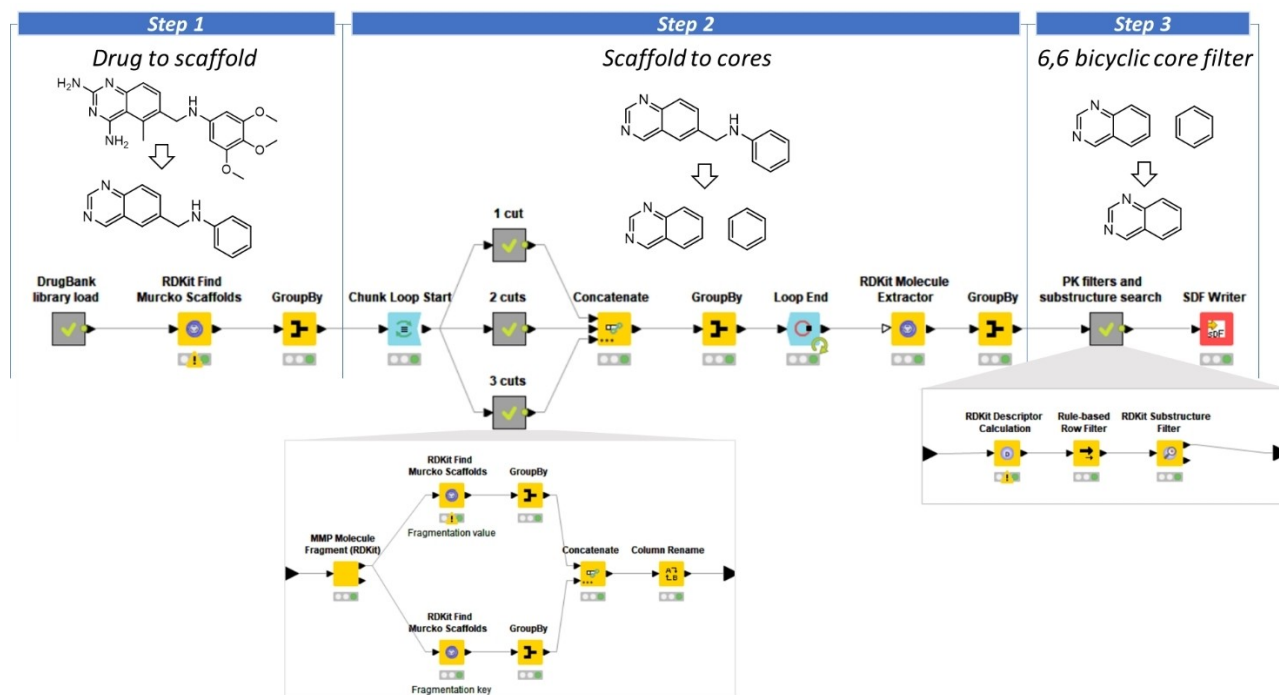 Step 1
Step 2
Step 3
Drug to scaffold
Scaffold to cores
6,6 bicyclic core filter
H₂N
N
N
NH₂
H
N
O
O
O
N
N
H
N
N
N
H
N
N
N
N
N
N
N
1 cut
2 cuts
3 cuts
DrugBank
library load
RDKit Find
Murcko Scaffolds
GroupBy
Chunk Loop Start
Concatenate
GroupBy
Loop End
RDKit Molecule
Extractor
GroupBy
PK filters and
substructure search
SDF Writer
SDF
MMP Molecule
Fragment (RDKit)
RDKit Find
Murcko Scaffolds
GroupBy
Fragmentation value
RDKit Find
Murcko Scaffolds
GroupBy
Fragmentation key
Concatenate
Column Rename
RDKit Descriptor
Calculation
Rule-based
Row Filter
RDKit Substructure
Filter